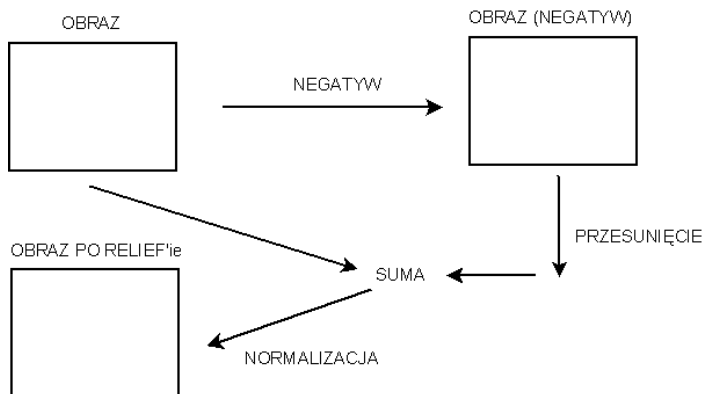 OBRAZ
OBRAZ (NEGATYW)
NEGATYW
PRZESUNIĘCIE
OBRAZ PO RELIEF'ie
SUMA
NORMALIZACJA